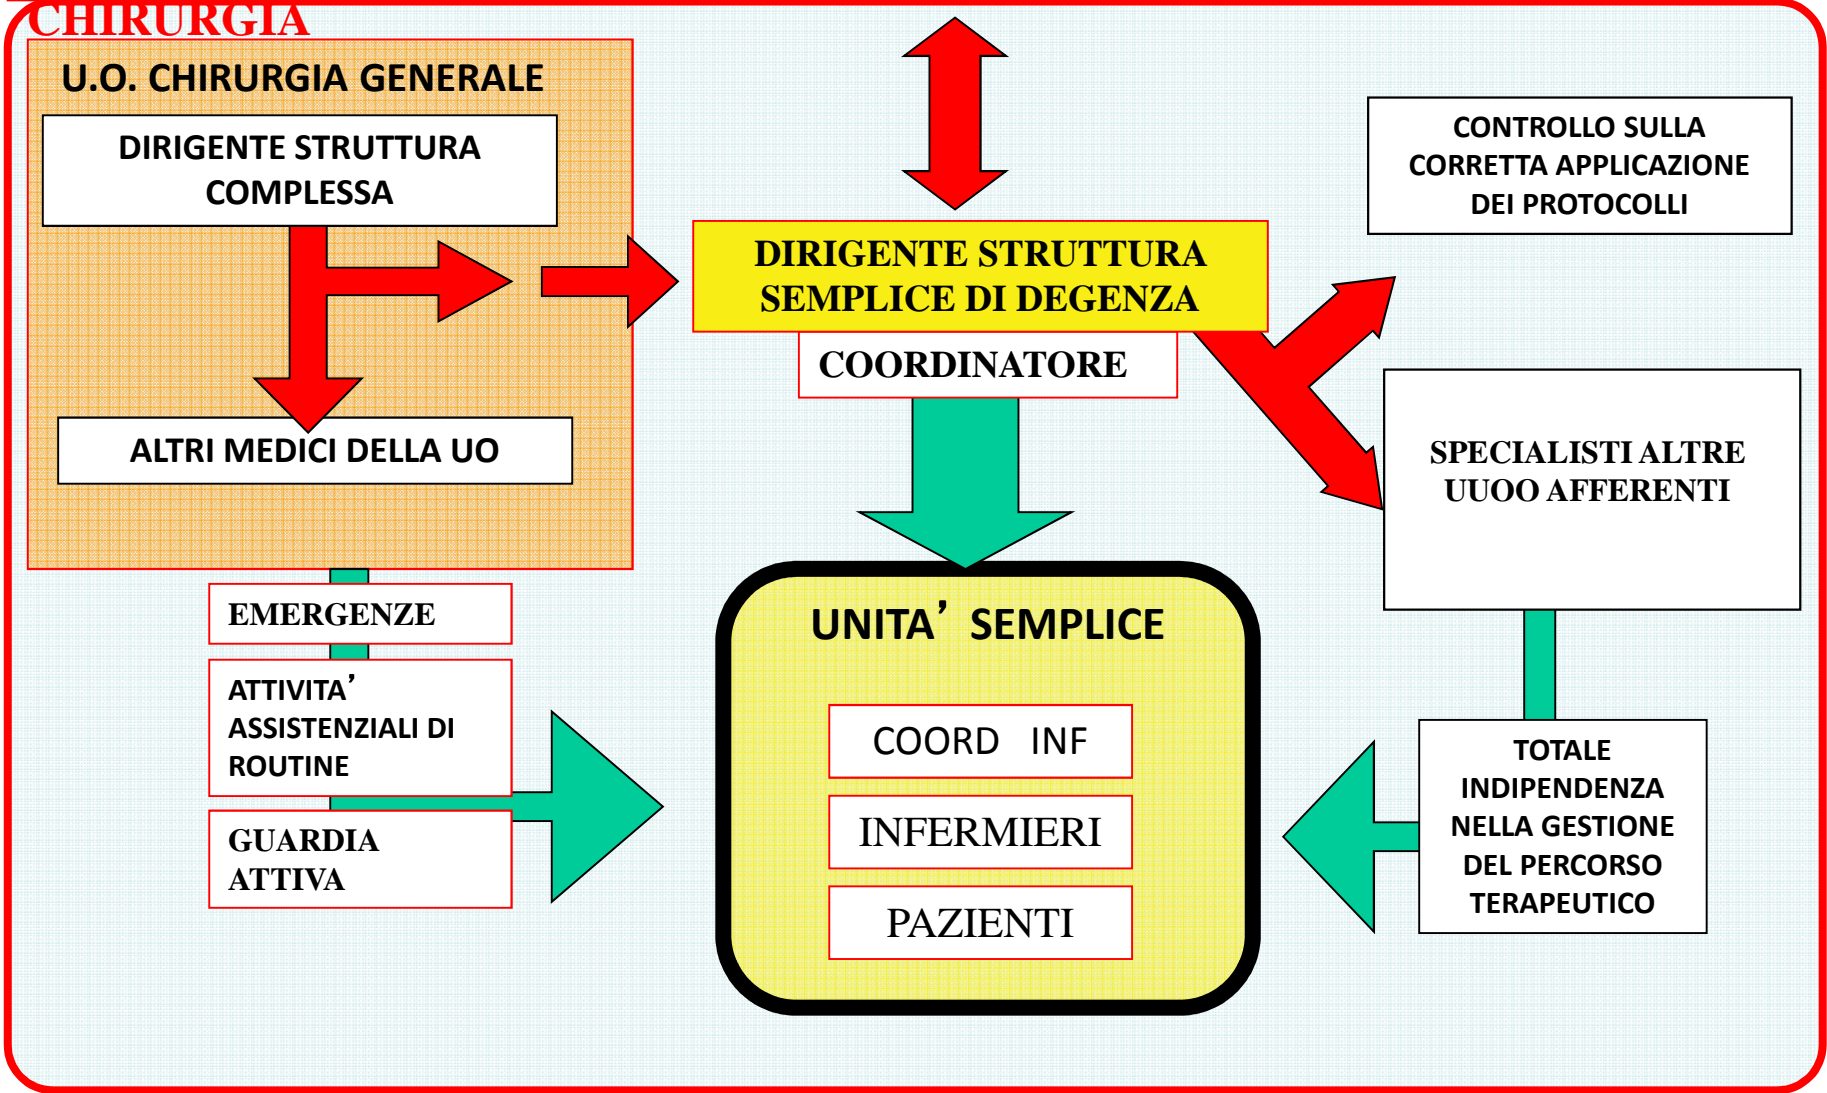 CHIRURGIA
U.O. CHIRURGIA GENERALE
DIRIGENTE STRUTTURA
COMPLESSA
ALTRI MEDICI DELLA UO
EMERGENZE
ATTIVITA’
ASSISTENZIALI DI
ROUTINE
GUARDIA
ATTIVA
DIRIGENTE STRUTTURA
SEMPLICE DI DEGENZA
COORDINATORE
UNITA’ SEMPLICE
COORD INF
INFERMIERI
PAZIENTI
CONTROLLO SULLA
CORRETTA APPLICAZIONE
DEI PROTOCOLLI
SPECIALISTI ALTRE
UUOO AFFERENTI
TOTALE
INDIPENDENZA
NELLA GESTIONE
DEL PERCORSO
TERAPEUTICO